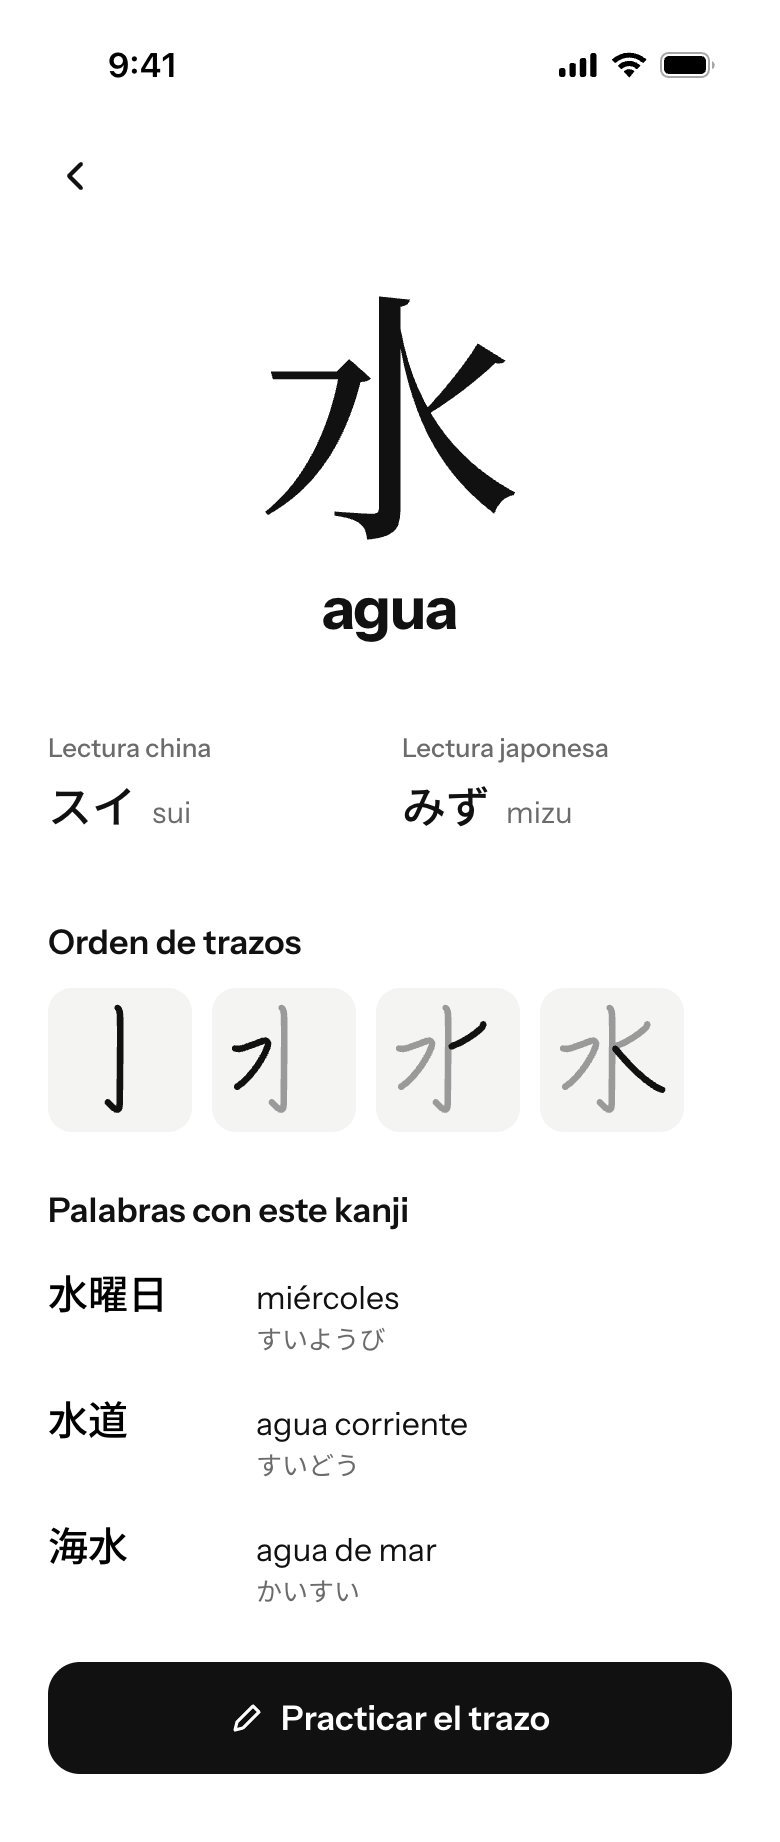 9:41
水
agua
Lectura china
スイ sui
Lectura japonesa
みず mizu
Orden de trazos
Palabras con este kanji
水曜日 miércoles
すいようび
水道 agua corriente
すいどう
海水 agua de mar
かいすい
Practicar el trazo